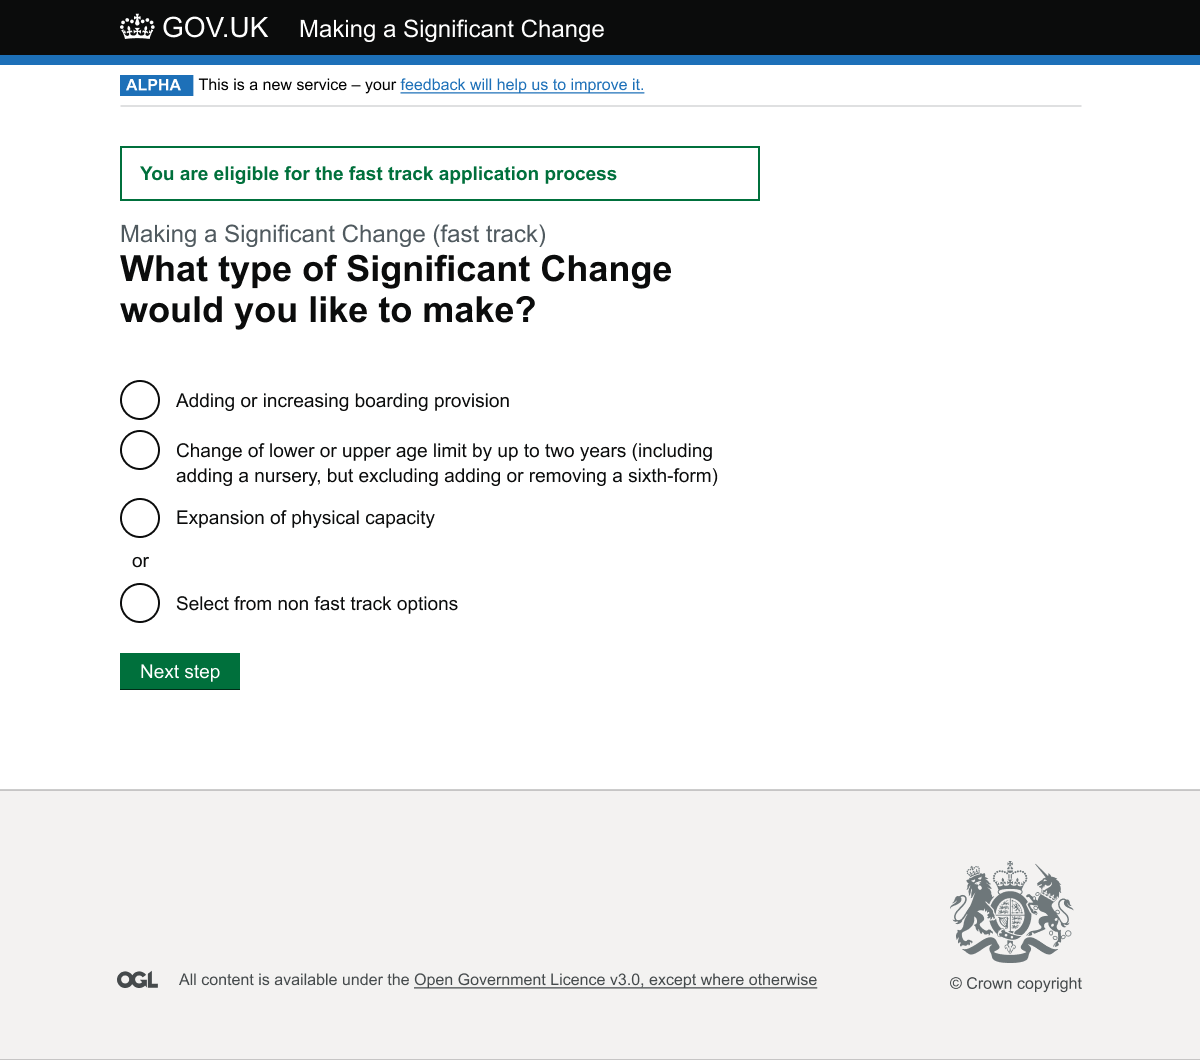 GOV.UK Making a Significant Change
ALPHA This is a new service – your feedback will help us to improve it.
You are eligible for the fast track application process
Making a Significant Change (fast track)
What type of Significant Change
would you like to make?
Adding or increasing boarding provision
Change of lower or upper age limit by up to two years (including
adding a nursery, but excluding adding or removing a sixth-form)
Expansion of physical capacity
or
Select from non fast track options
Next step
OGL All content is available under the Open Government Licence v3.0, except where otherwise
© Crown copyright